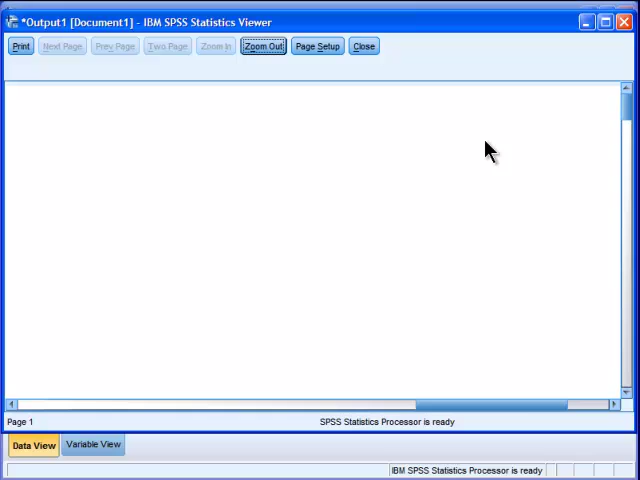 *Output1 [Document1] - IBM SPSS Statistics Viewer
Print Next Page Prev Page Two Page Zoom In Zoom Out Page Setup Close
Page 1 SPSS Statistics Processor is ready
Data View Variable View
IBM SPSS Statistics Processor is ready